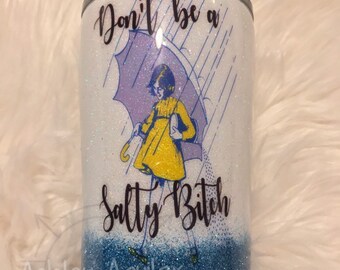 Don't be a
Salty Bitch